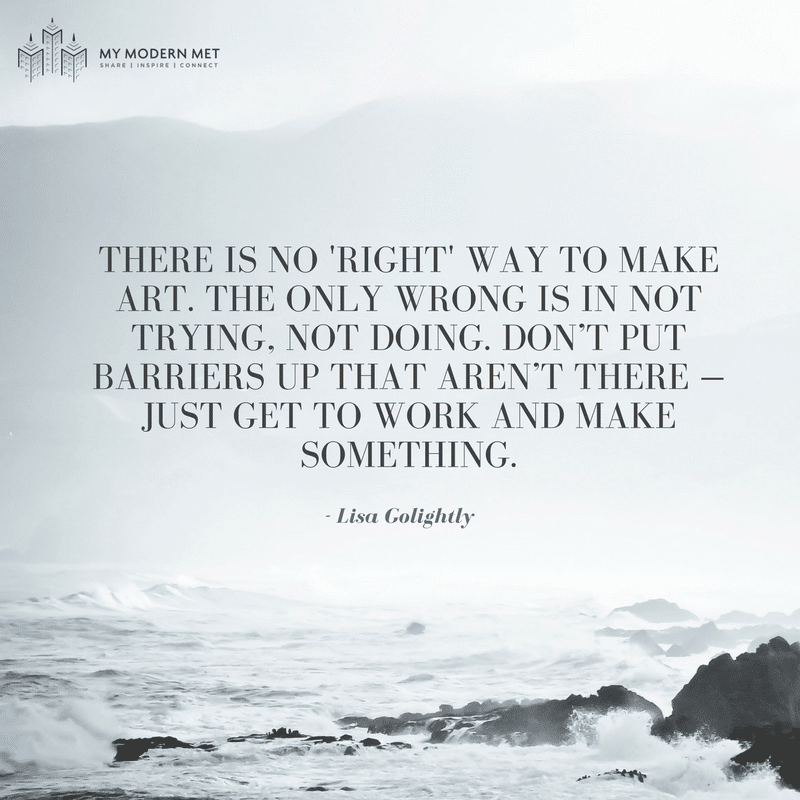 MY MODERN MET
SHARE | INSPIRE | CONNECT
THERE IS NO 'RIGHT' WAY TO MAKE
ART. THE ONLY WRONG IS IN NOT
TRYING, NOT DOING. DON’T PUT
BARRIERS UP THAT AREN’T THERE –
JUST GET TO WORK AND MAKE
SOMETHING.
- Lisa Golightly